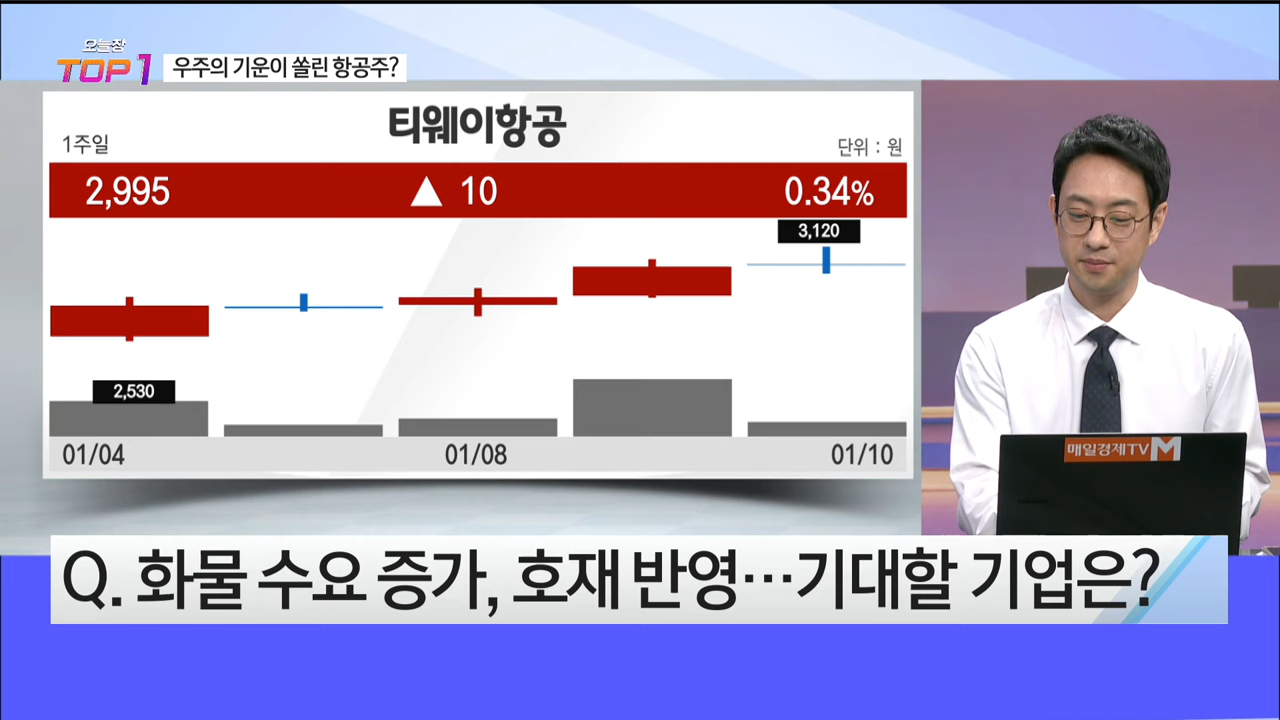 오늘장
TOP 1
우주의 기운이 쏠린 항공주?
티웨이항공
1주일
단위 : 원
2,995 ▲ 10 0.34%
3,120
2,530
01/04 01/08 01/10
매일경제TV M
Q. 화물 수요 증가, 호재 반영…기대할 기업은?